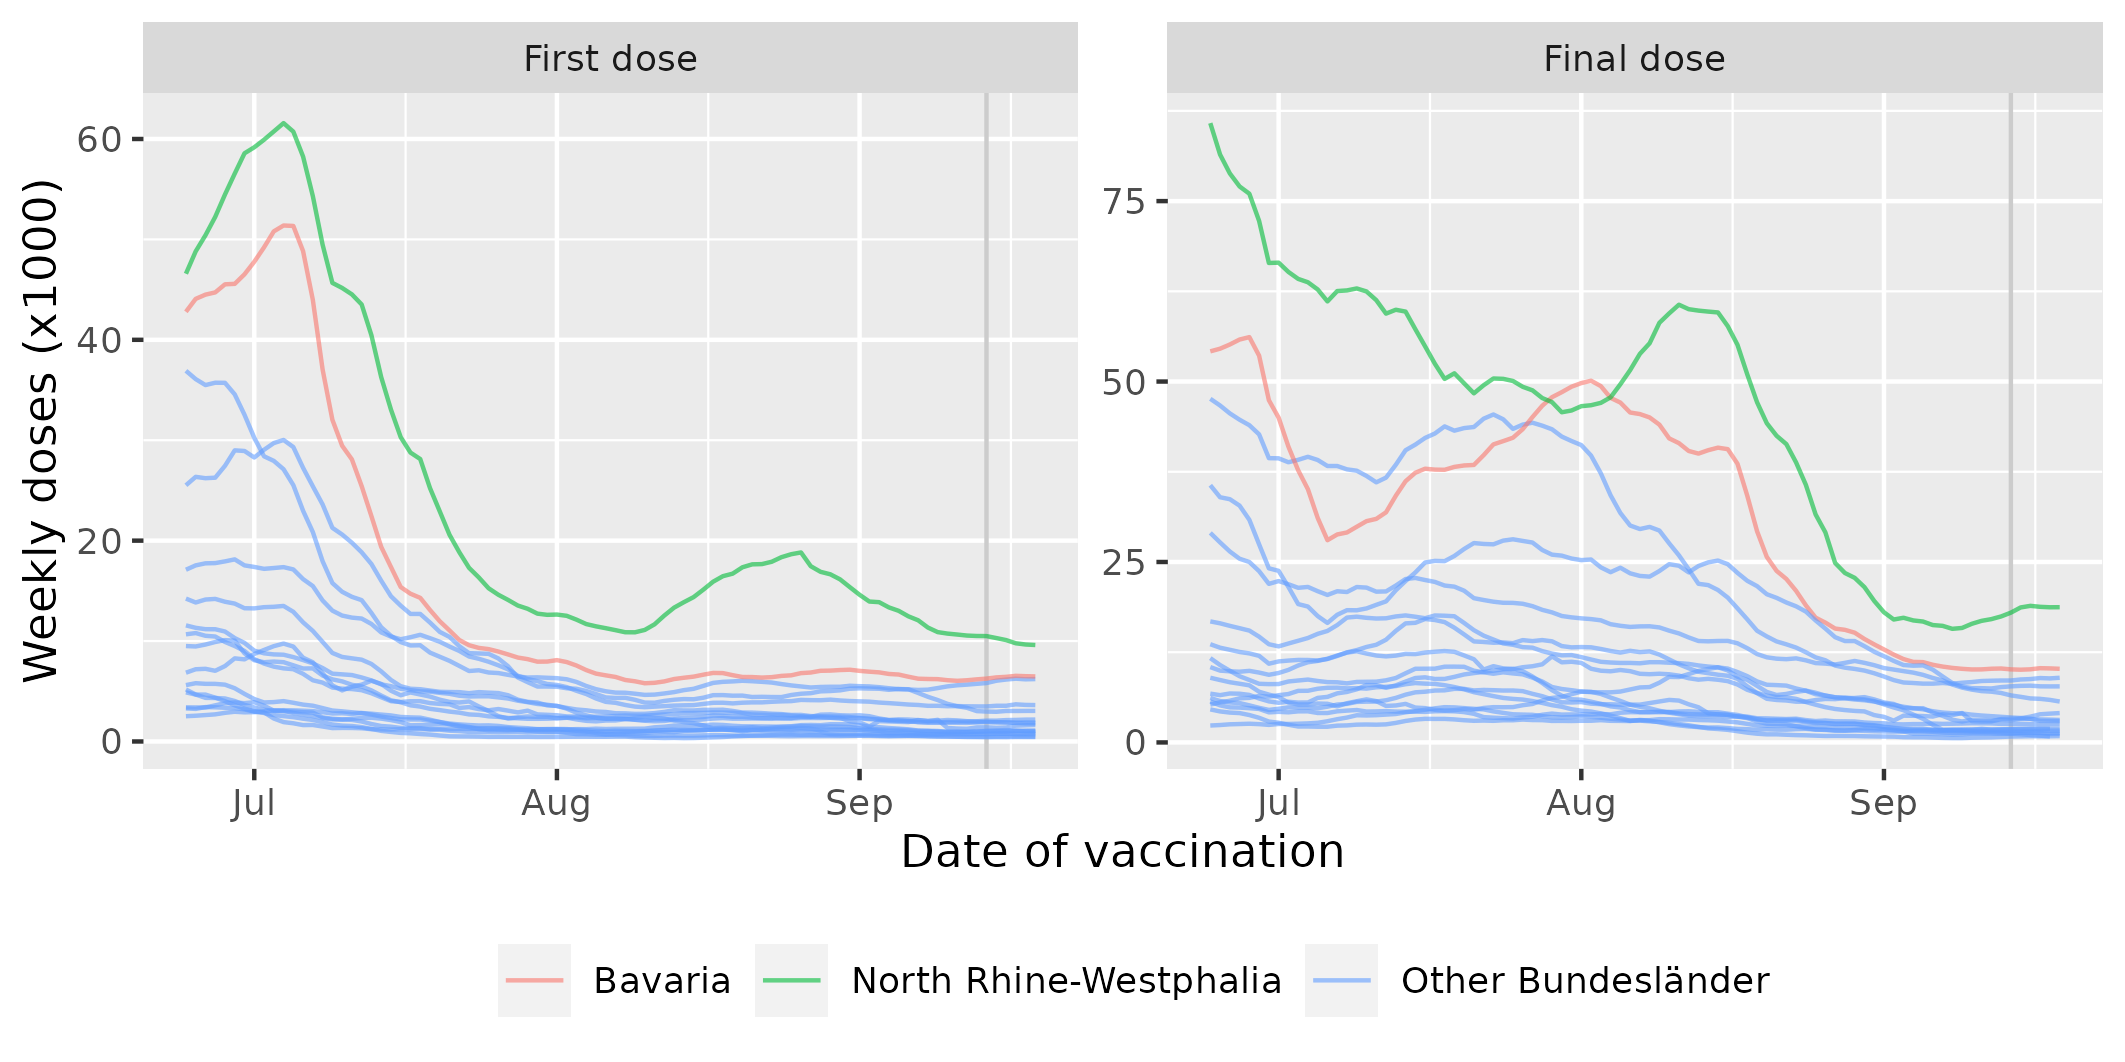 First dose
Final dose
Weekly doses (x1000)
60
40
20
0
75
50
25
0
Jul
Aug
Sep
Jul
Aug
Sep
Date of vaccination
Bavaria
North Rhine-Westphalia
Other Bundesländer